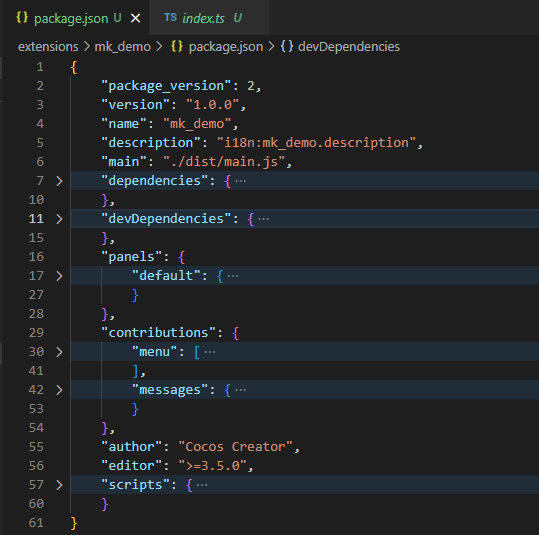 {} package.json U × TS index.ts U
extensions > mk_demo > {} package.json > {} devDependencies
1 {
2 "package_version": 2,
3 "version": "1.0.0",
4 "name": "mk_demo",
5 "description": "i18n:mk_demo.description",
6 "main": "./dist/main.js",
7 > "dependencies": { ⋯
10 },
11 > "devDependencies": { ⋯
15 },
16 "panels": {
17 > "default": { ⋯
27 }
28 },
29 "contributions": {
30 > "menu": [ ⋯
41 ],
42 > "messages": { ⋯
53 }
54 },
55 "author": "Cocos Creator",
56 "editor": ">=3.5.0",
57 > "scripts": { ⋯
60 }
61 }